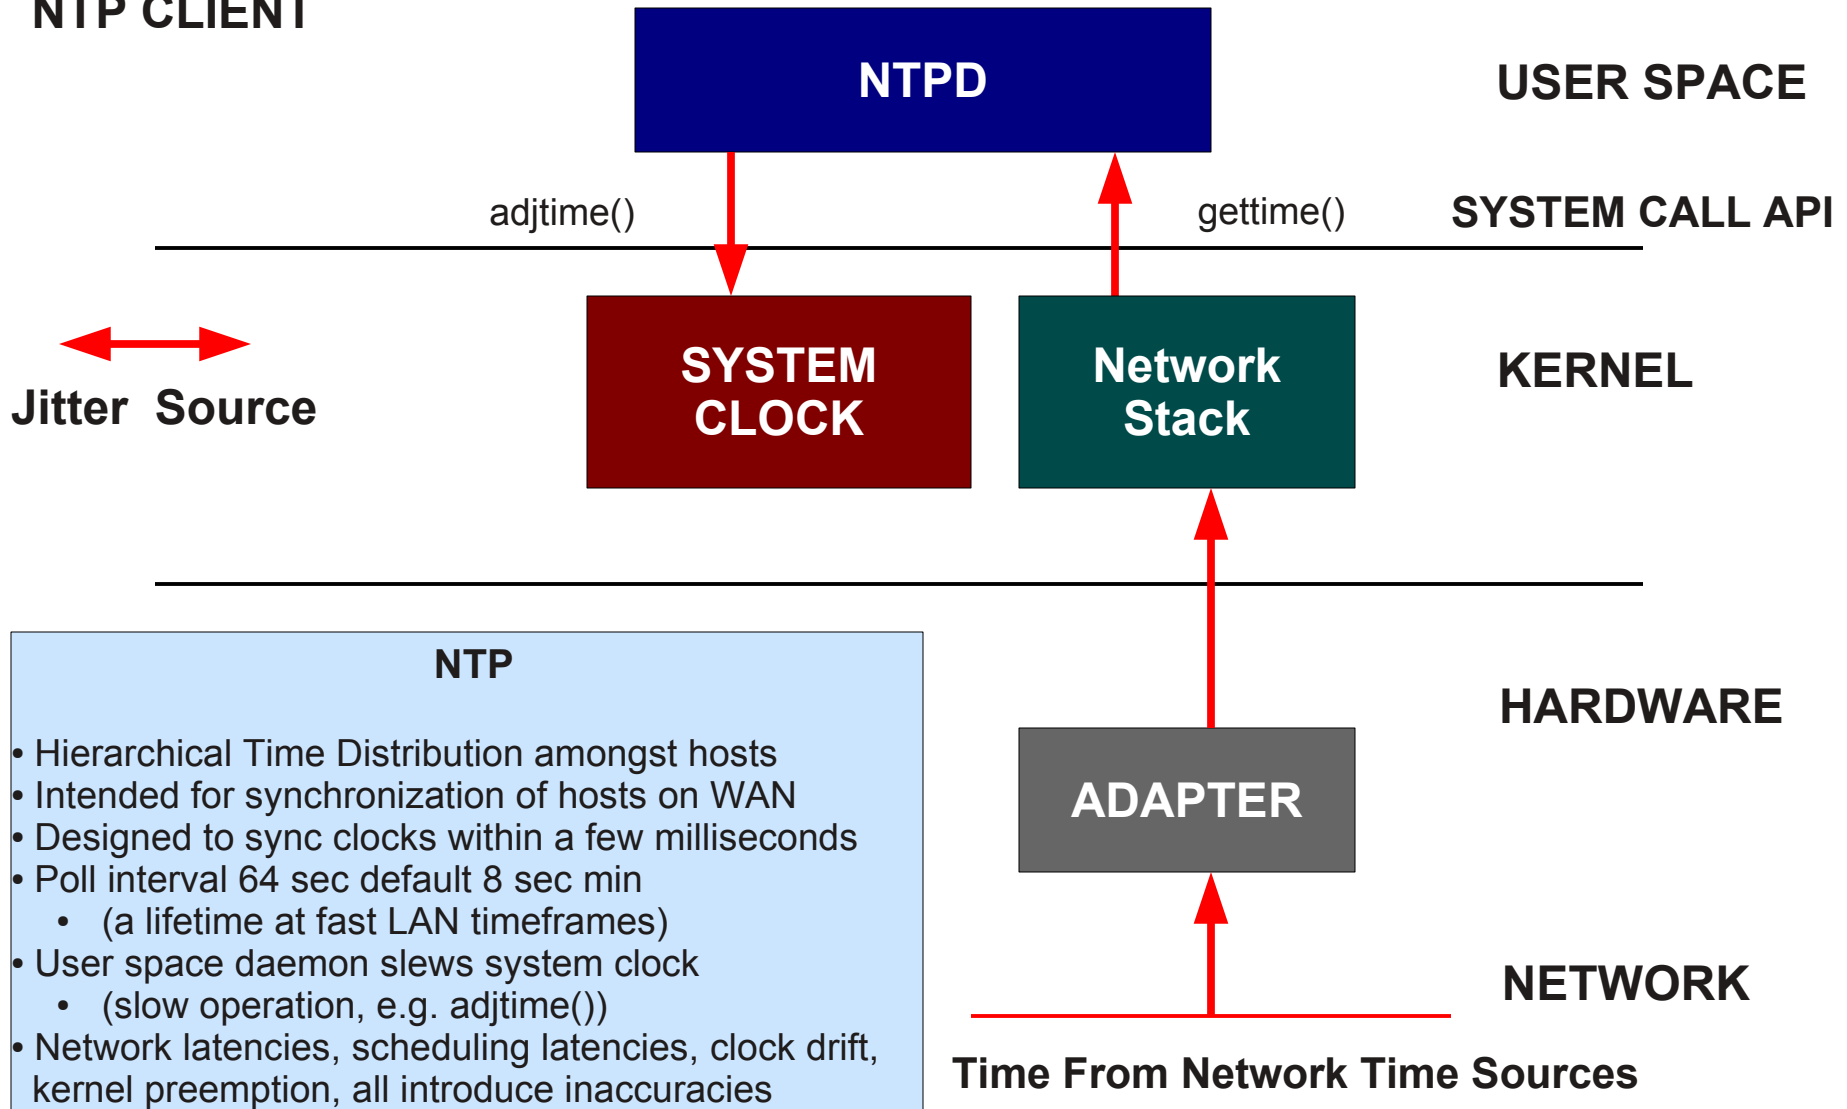 NTP CLIENT
NTPD
USER SPACE
adjtime()
gettime()
SYSTEM CALL API
Jitter Source
SYSTEM
CLOCK
Network
Stack
KERNEL
NTP
• Hierarchical Time Distribution amongst hosts
• Intended for synchronization of hosts on WAN
• Designed to sync clocks within a few milliseconds
• Poll interval 64 sec default 8 sec min
• (a lifetime at fast LAN timeframes)
• User space daemon slews system clock
• (slow operation, e.g. adjtime())
• Network latencies, scheduling latencies, clock drift,
kernel preemption, all introduce inaccuracies
HARDWARE
ADAPTER
NETWORK
Time From Network Time Sources